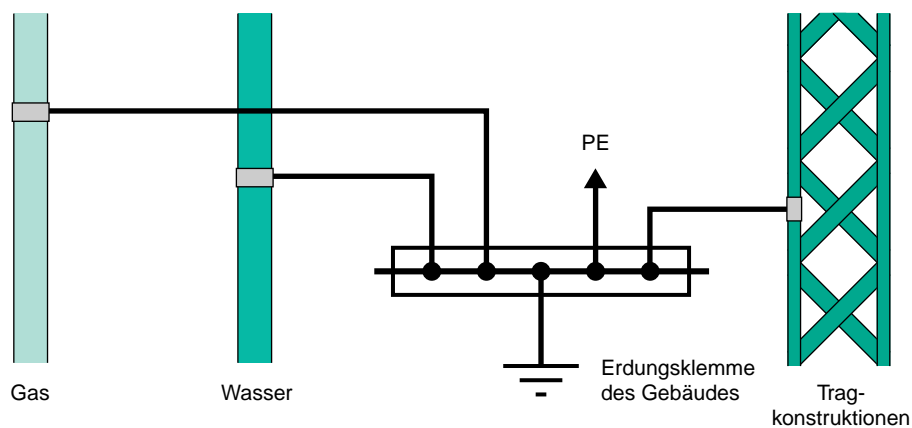 PE
Erdungsklemme
des Gebäudes
Gas
Wasser
Trag-
konstruktionen